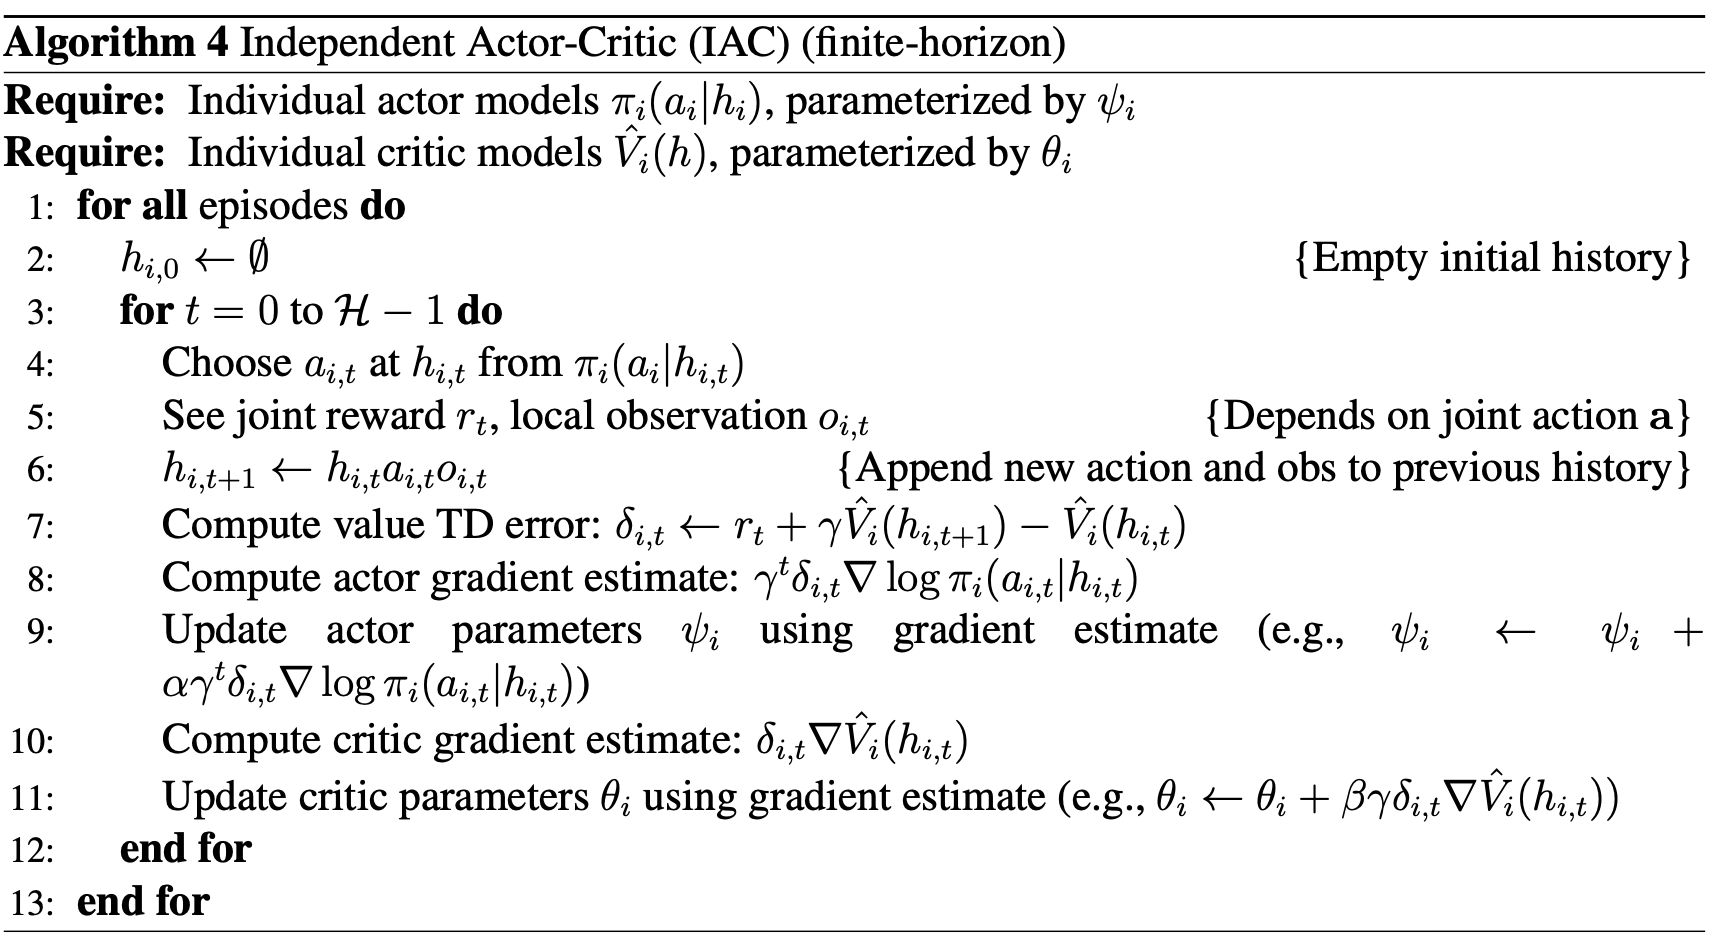 Algorithm 4 Independent Actor-Critic (IAC) (finite-horizon)
Require: Individual actor models π_i(a_i|h_i), parameterized by ψ_i
Require: Individual critic models V̂_i(h), parameterized by θ_i
1: for all episodes do
2: h_{i,0} ← ∅ {Empty initial history}
3: for t = 0 to ℋ − 1 do
4: Choose a_{i,t} at h_{i,t} from π_i(a_i|h_{i,t})
5: See joint reward r_t, local observation o_{i,t} {Depends on joint action a}
6: h_{i,t+1} ← h_{i,t}a_{i,t}o_{i,t} {Append new action and obs to previous history}
7: Compute value TD error: δ_{i,t} ← r_t + γV̂_i(h_{i,t+1}) − V̂_i(h_{i,t})
8: Compute actor gradient estimate: γ^t δ_{i,t}∇ log π_i(a_{i,t}|h_{i,t})
9: Update actor parameters ψ_i using gradient estimate (e.g., ψ_i ← ψ_i +
αγ^t δ_{i,t}∇ log π_i(a_{i,t}|h_{i,t}))
10: Compute critic gradient estimate: δ_{i,t}∇V̂_i(h_{i,t})
11: Update critic parameters θ_i using gradient estimate (e.g., θ_i ← θ_i + βγδ_{i,t}∇V̂_i(h_{i,t}))
12: end for
13: end for